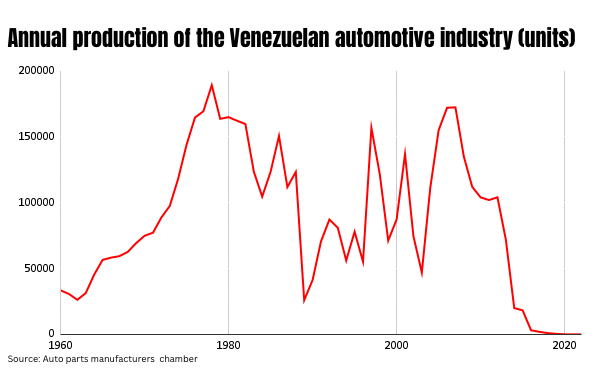 Annual production of the Venezuelan automotive industry (units)
200000
150000
100000
50000
0
1960 1980 2000 2020
Source: Auto parts manufacturers chamber